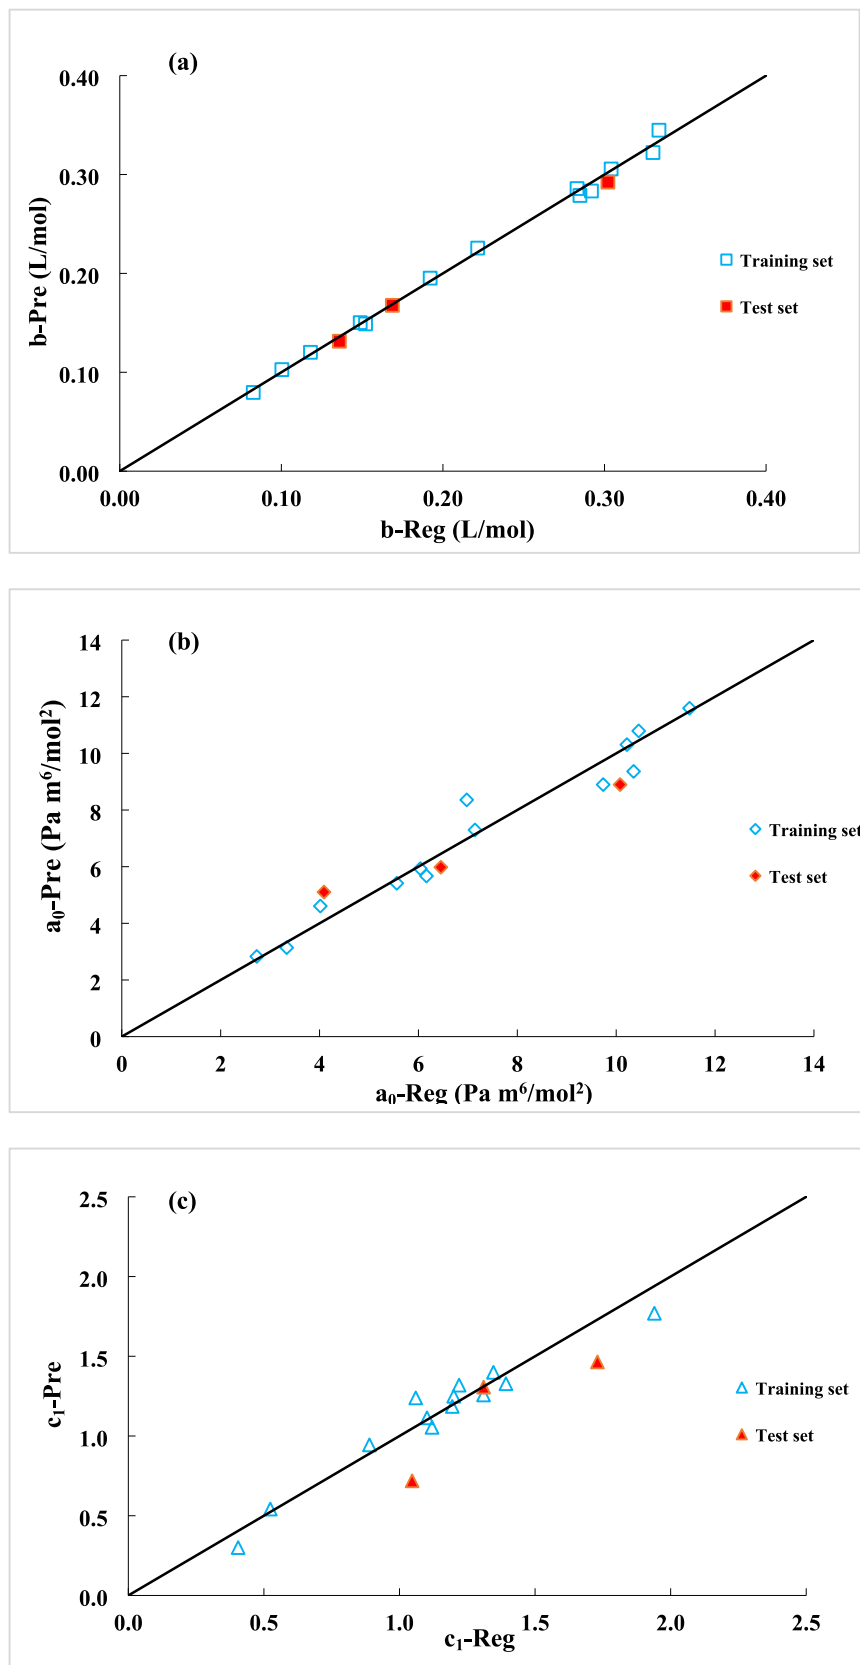 (a)
0.40
0.30
0.20
0.10
0.00
b-Pre (L/mol)
0.00 0.10 0.20 0.30 0.40
b-Reg (L/mol)
Training set
Test set
(b)
14
12
10
8
6
4
2
0
a₀-Pre (Pa m⁶/mol²)
0 2 4 6 8 10 12 14
a₀-Reg (Pa m⁶/mol²)
Training set
Test set
(c)
2.5
2.0
1.5
1.0
0.5
0.0
c₁-Pre
0.0 0.5 1.0 1.5 2.0 2.5
c₁-Reg
Training set
Test set